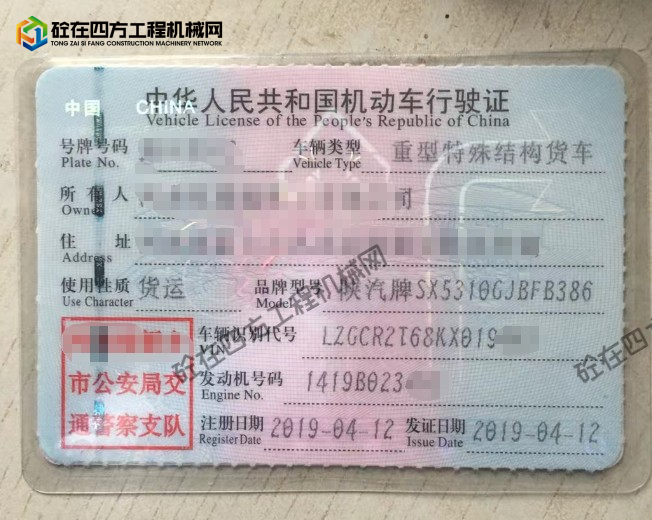 砼在四方工程机械网
TONG ZAI SI FANG CONSTRUCTION MACHINERY NETWORK
中国 CHINA
中华人民共和国机动车行驶证
Vehicle License of the People's Republic of China
号牌号码 车辆类型 重型特殊结构货车
Plate No. Vehicle Type
所有人 司
Owner
住址
Address
使用性质 货运 品牌型号 陕汽牌SX5310GJBFB386
Use Character Model
车辆识别代号 LZGCR2T68KX019
VIN
市公安局交
通警察支队
发动机号码 1419B023
Engine No.
注册日期 2019-04-12 发证日期 2019-04-12
Register Date Issue Date
砼在四方工程机械网
砼在四方